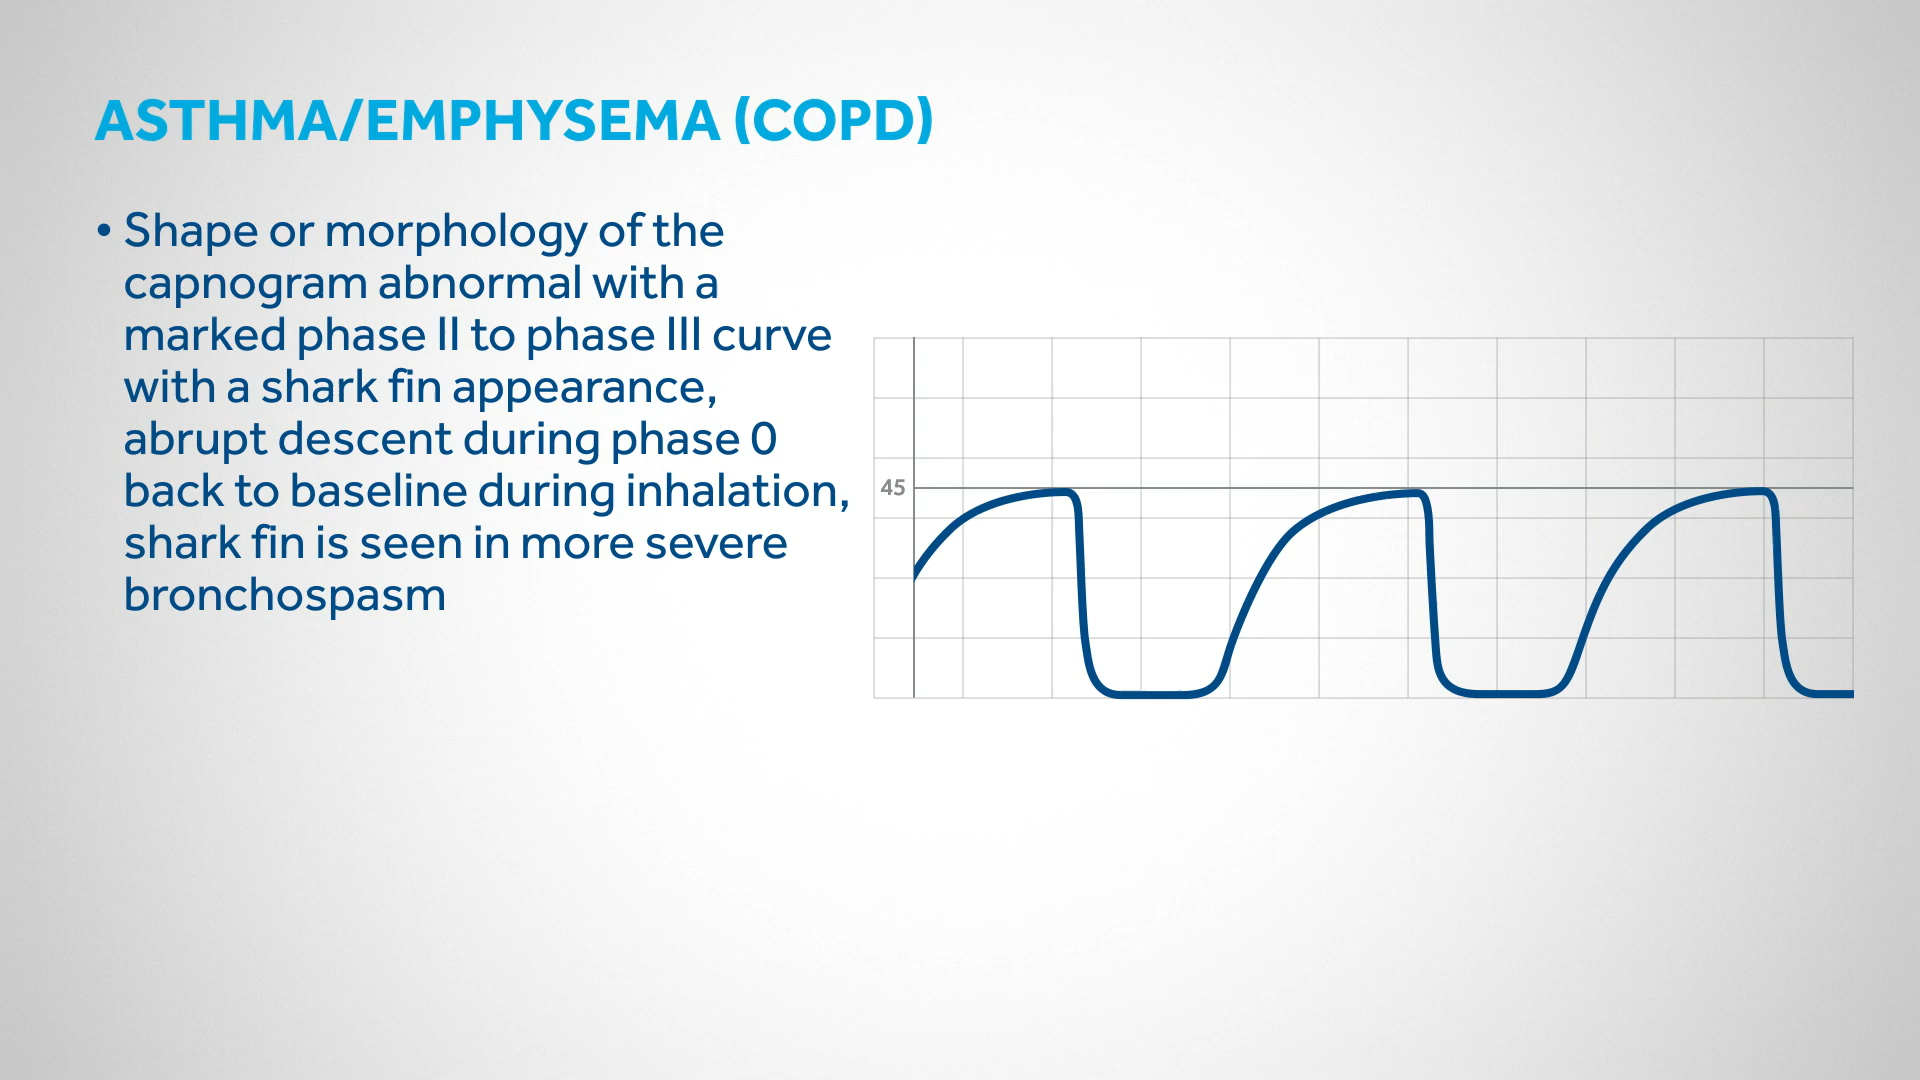 ASTHMA/EMPHYSEMA (COPD)
• Shape or morphology of the
capnogram abnormal with a
marked phase II to phase III curve
with a shark fin appearance,
abrupt descent during phase 0
back to baseline during inhalation,
shark fin is seen in more severe
bronchospasm
45